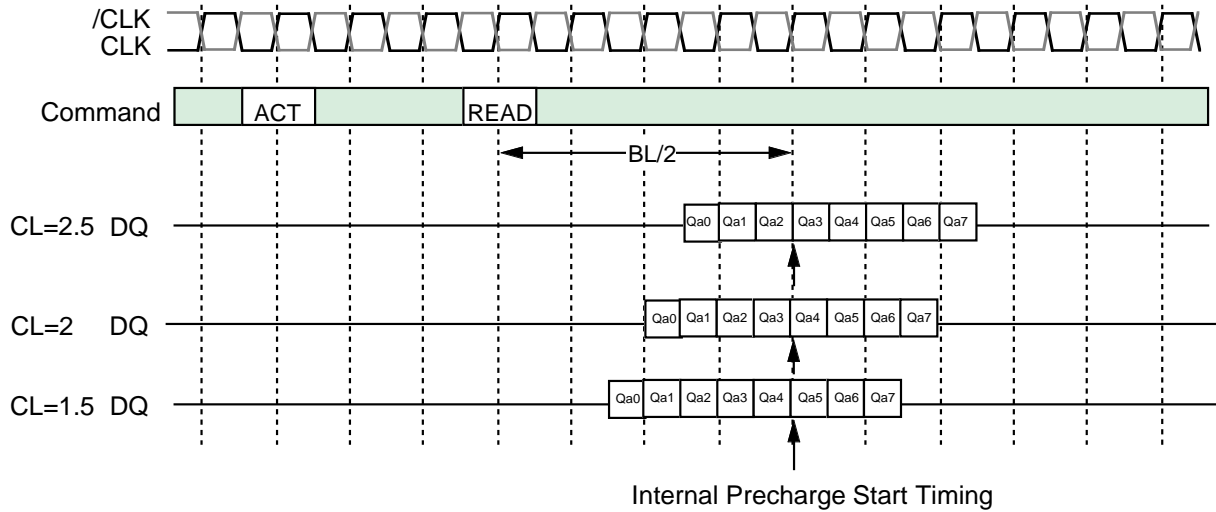 /CLK
CLK
Command ACT READ
BL/2
CL=2.5 DQ Qa0 Qa1 Qa2 Qa3 Qa4 Qa5 Qa6 Qa7
CL=2 DQ Qa0 Qa1 Qa2 Qa3 Qa4 Qa5 Qa6 Qa7
CL=1.5 DQ Qa0 Qa1 Qa2 Qa3 Qa4 Qa5 Qa6 Qa7
Internal Precharge Start Timing